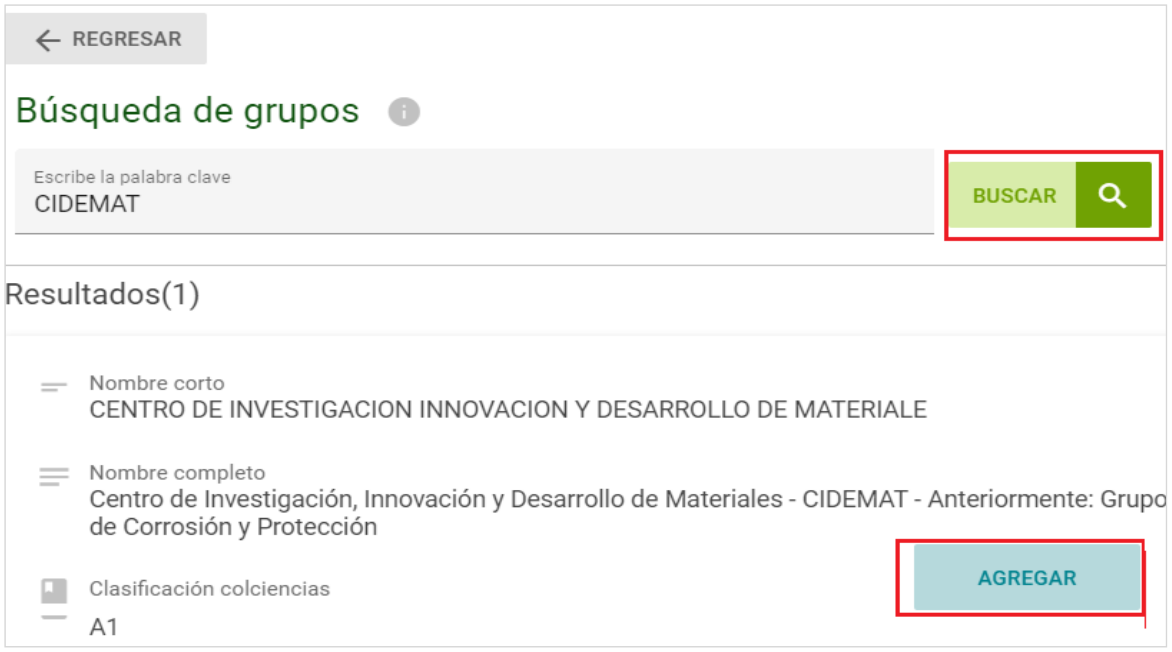 REGRESAR
Búsqueda de grupos
Escribe la palabra clave
CIDEMAT
BUSCAR
Resultados(1)
Nombre corto
CENTRO DE INVESTIGACION INNOVACION Y DESARROLLO DE MATERIALE
Nombre completo
Centro de Investigación, Innovación y Desarrollo de Materiales - CIDEMAT - Anteriormente: Grupo
de Corrosión y Protección
AGREGAR
Clasificación colciencias
A1